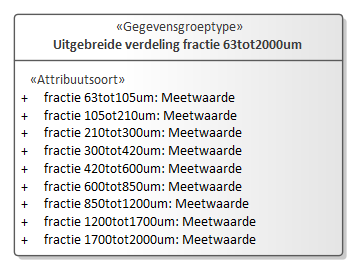 «Gegevensgroeptype»
Uitgebreide verdeling fractie 63tot2000um
«Attribuutsoort»
+ fractie 63tot105um: Meetwaarde
+ fractie 105ot210um: Meetwaarde
+ fractie 210tot300um: Meetwaarde
+ fractie 300tot420um: Meetwaarde
+ fractie 420tot600um: Meetwaarde
+ fractie 600tot850um: Meetwaarde
+ fractie 850tot1200um: Meetwaarde
+ fractie 1200tot1700um: Meetwaarde
+ fractie 1700tot2000um: Meetwaarde